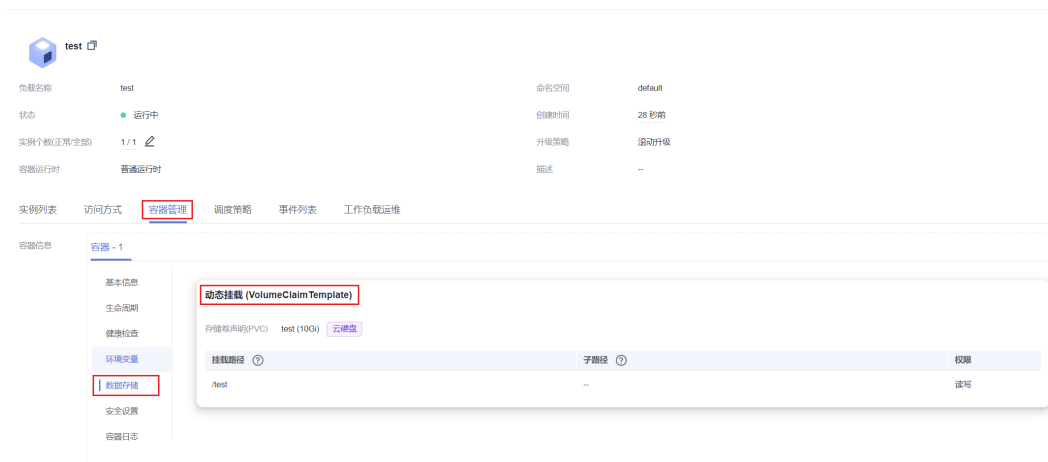 test
负载名称 test 命名空间 default
状态 运行中 创建时间 28 秒前
实例个数(正常/全部) 1 / 1 升级策略 滚动升级
容器运行时 普通运行时 描述 --
实例列表 访问方式 容器管理 调度策略 事件列表 工作负载运维
容器信息 容器 - 1
基本信息
生命周期
健康检查
环境变量
数据存储
安全设置
容器日志
动态挂载 (VolumeClaimTemplate)
存储卷声明(PVC) test (10Gi) 云硬盘
挂载路径 ? 子路径 ? 权限
/test -- 读写